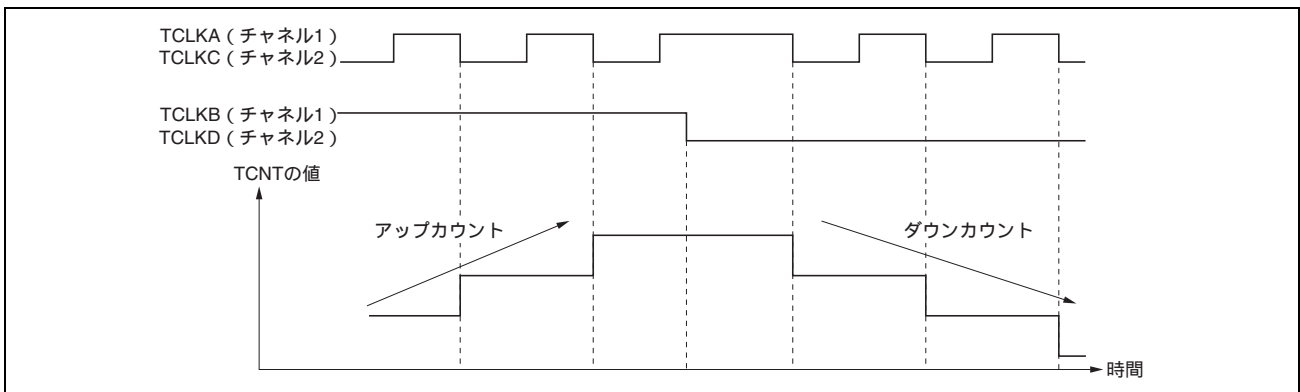 TCLKA（チャネル1）
TCLKC（チャネル2）
TCLKB（チャネル1）
TCLKD（チャネル2）
TCNTの値
アップカウント
ダウンカウント
時間